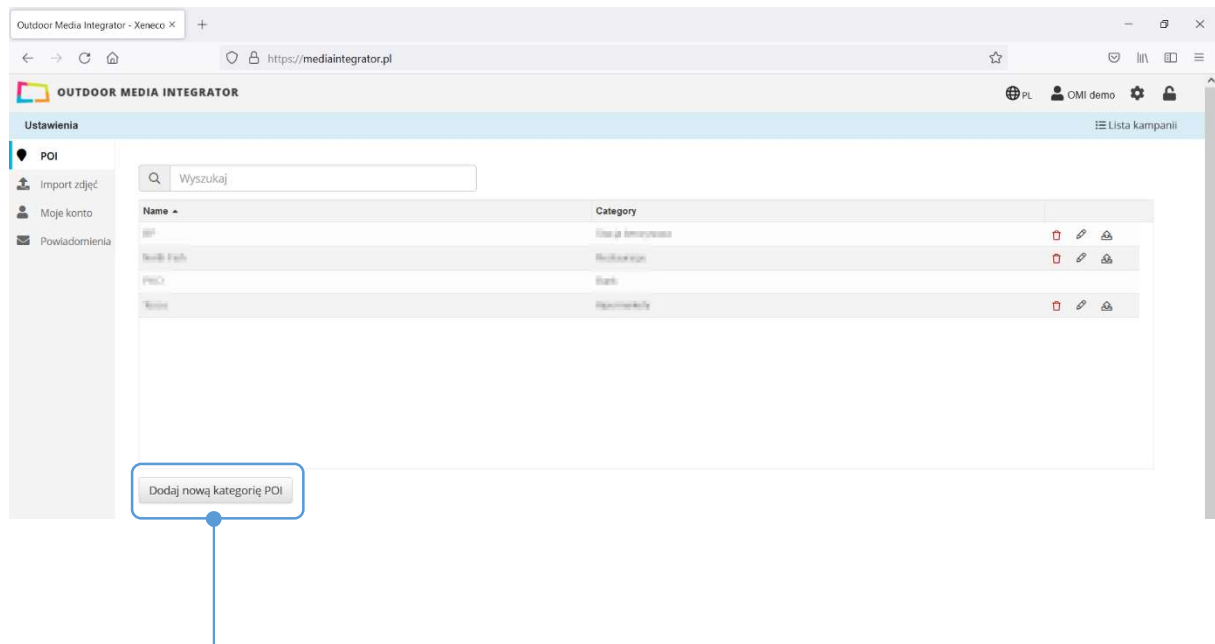 Outdoor Media Integrator - Xeneco
https://mediaintegrator.pl
OUTDOOR MEDIA INTEGRATOR
PL OMI demo
Ustawienia
Lista kampanii
POI
Import zdjęć
Moje konto
Powiadomienia
Wyszukaj
Name Category
Dodaj nową kategorię POI